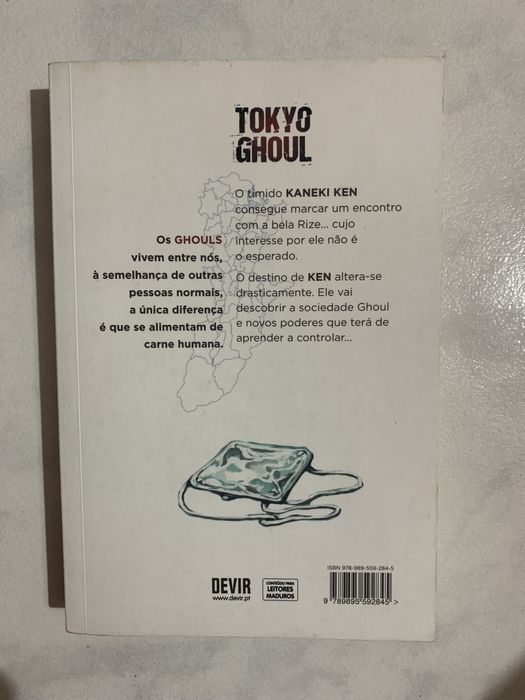 TOKYO
GHOUL
O tímido KANEKI KEN
consegue marcar um encontro
com a bela Rize... cujo
interesse por ele não é
o esperado.
O destino de KEN altera-se
drasticamente. Ele vai
descobrir a sociedade Ghoul
e novos poderes que terá de
aprender a controlar...
Os GHOULS
vivem entre nós,
à semelhança de outras
pessoas normais,
a única diferença
é que se alimentam de
carne humana.
DEVIR
www.devir.pt
CONTEÚDO PARA
LEITORES
MADUROS
ISBN 978-989-559-284-5
9 789895 592845 >